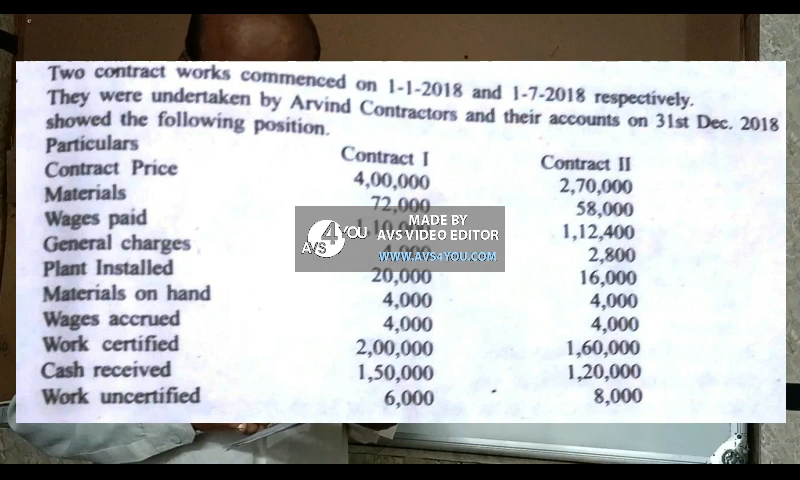 Two contract works commenced on 1-1-2018 and 1-7-2018 respectively.
They were undertaken by Arvind Contractors and their accounts on 31st Dec. 2018
showed the following position.
Particulars Contract I Contract II
Contract Price 4,00,000 2,70,000
Materials 72,000 58,000
Wages paid 1,12,400
General charges 2,800
Plant Installed 20,000 16,000
Materials on hand 4,000 4,000
Wages accrued 4,000 4,000
Work certified 2,00,000 1,60,000
Cash received 1,50,000 1,20,000
Work uncertified 6,000 8,000
AVS4YOU
MADE BY
AVS VIDEO EDITOR
WWW.AVS4YOU.COM